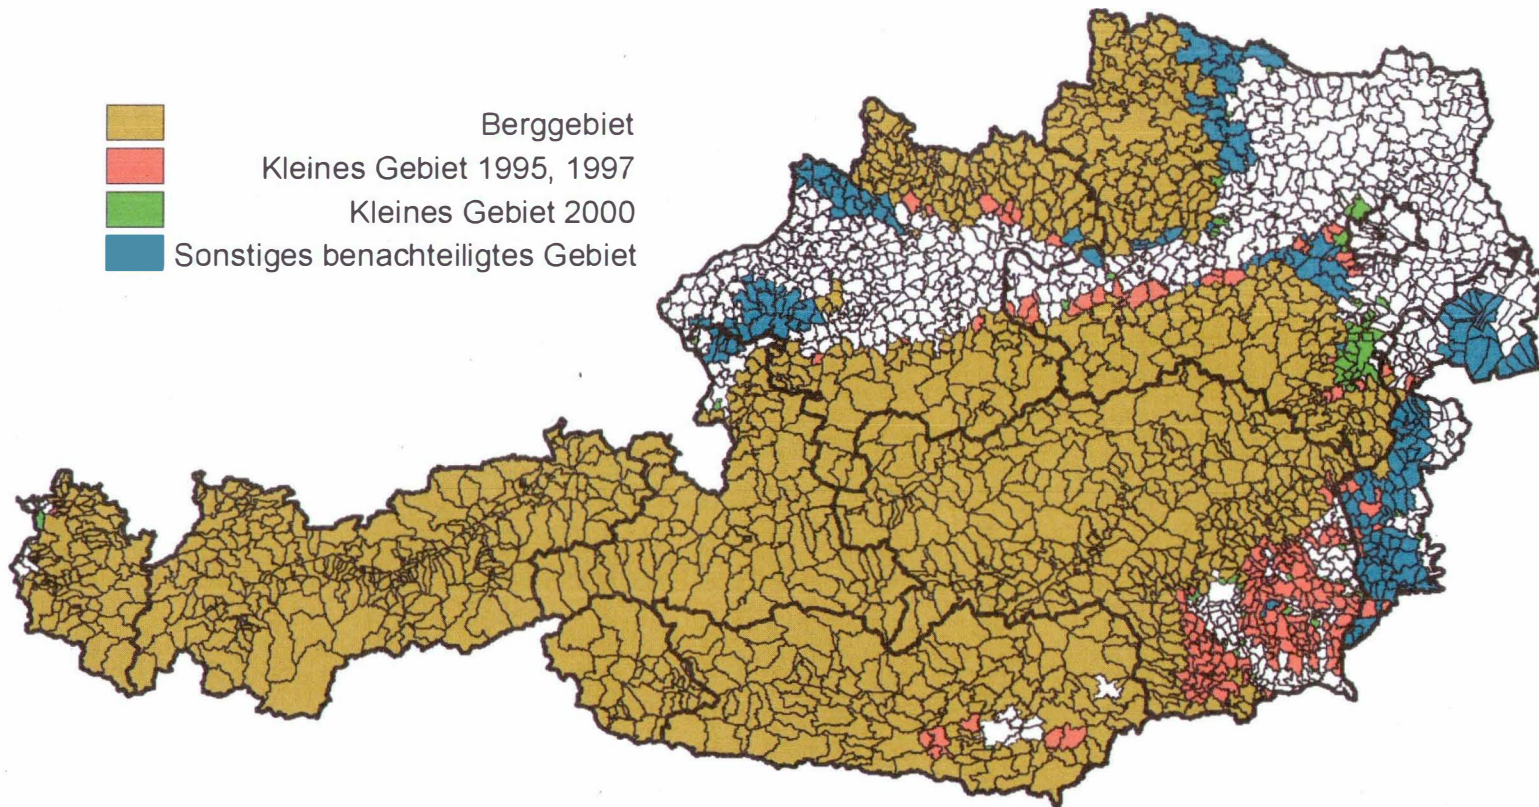 Berggebiet
Kleines Gebiet 1995, 1997
Kleines Gebiet 2000
Sonstiges benachteiligtes Gebiet